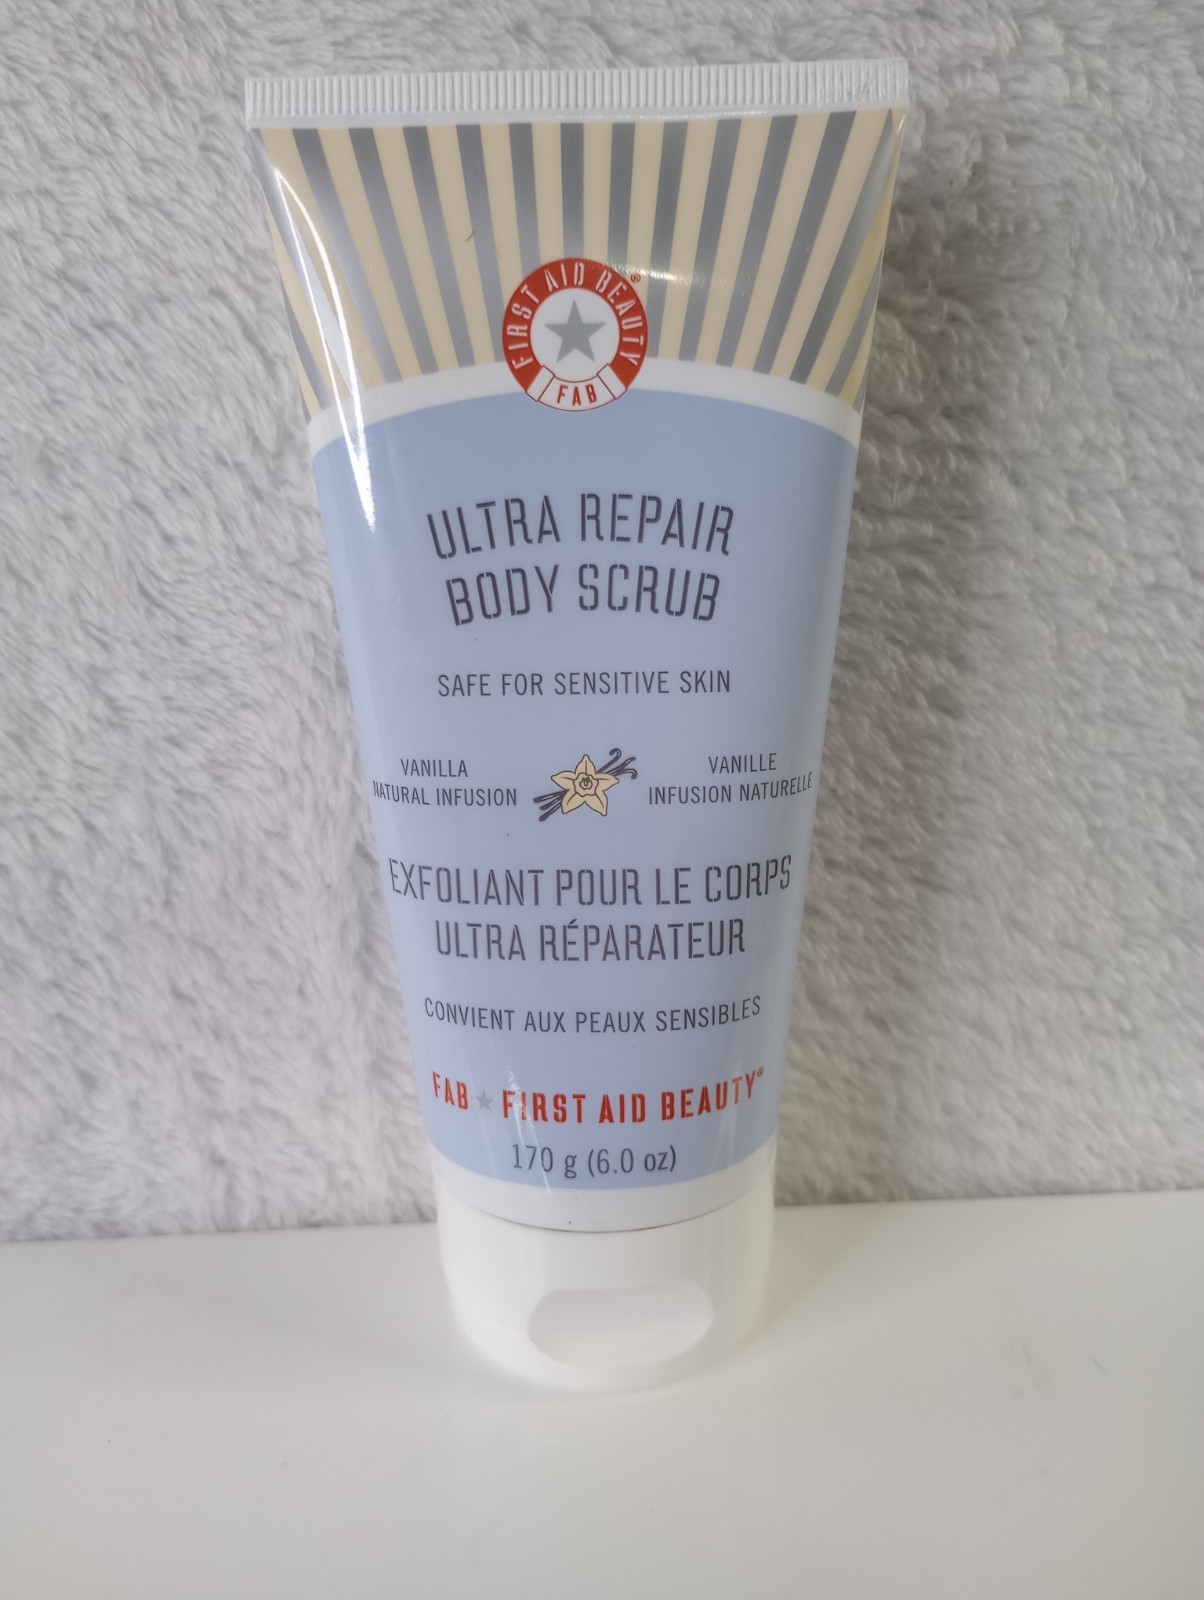 FIRST AID BEAUTY®
FAB
ULTRA REPAIR
BODY SCRUB
SAFE FOR SENSITIVE SKIN
VANILLA
NATURAL INFUSION
VANILLE
INFUSION NATURELLE
EXFOLIANT POUR LE CORPS
ULTRA RÉPARATEUR
CONVIENT AUX PEAUX SENSIBLES
FAB ★ FIRST AID BEAUTY®
170 g (6.0 oz)